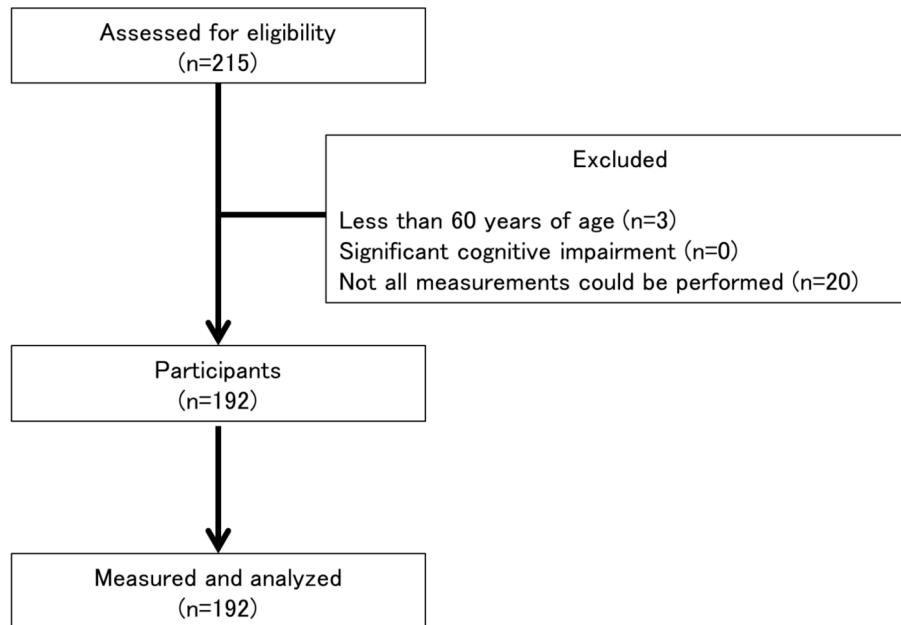 Assessed for eligibility
(n=215)
Excluded
Less than 60 years of age (n=3)
Significant cognitive impairment (n=0)
Not all measurements could be performed (n=20)
Participants
(n=192)
Measured and analyzed
(n=192)